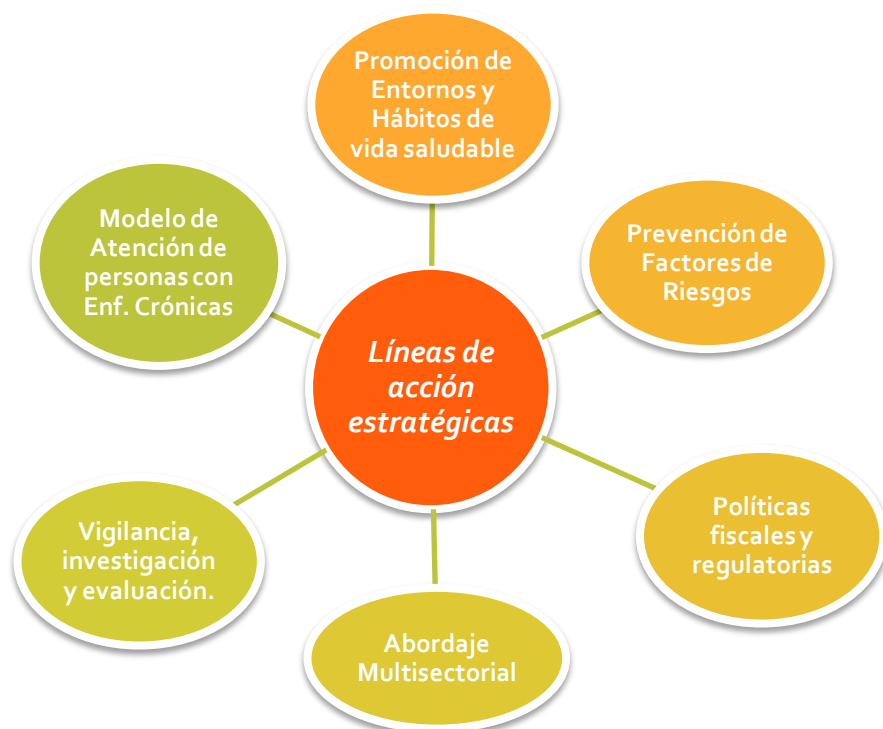 Promoción de
Entornos y
Hábitos de
vida saludable
Modelo de
Atención de
personas con
Enf. Crónicas
Prevención de
Factores de
Riesgos
Líneas de
acción
estratégicas
Vigilancia,
investigación
y evaluación.
Políticas
fiscales y
regulatorias
Abordaje
Multisectorial